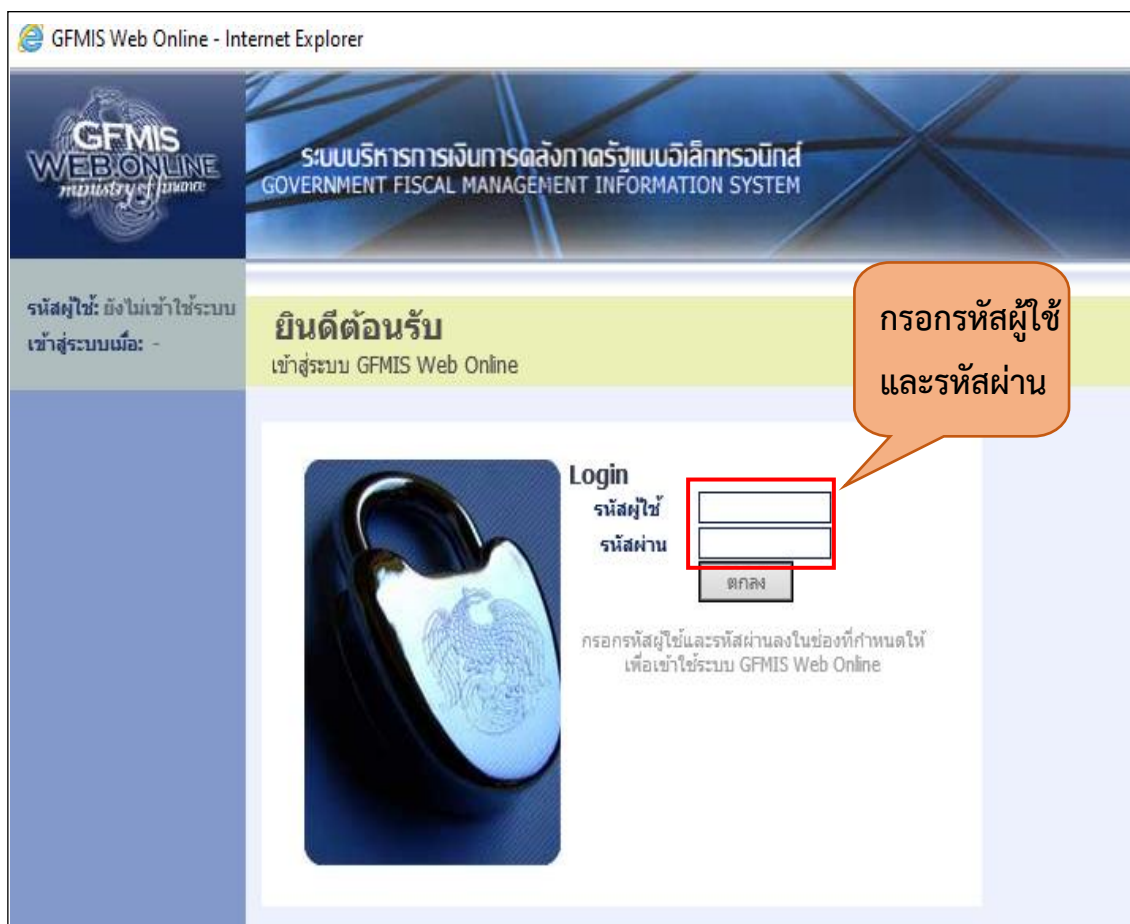 GFMIS Web Online - Internet Explorer
GFMIS
WEB ONLINE
ministry of finance
ระบบบริหารการเงินการคลังภาครัฐแบบอิเล็กทรอนิกส์
GOVERNMENT FISCAL MANAGEMENT INFORMATION SYSTEM
รหัสผู้ใช้: ยังไม่เข้าใช้ระบบ
เข้าสู่ระบบเมื่อ: -
ยินดีต้อนรับ
เข้าสู่ระบบ GFMIS Web Online
กรอกรหัสผู้ใช้
และรหัสผ่าน
Login
รหัสผู้ใช้
รหัสผ่าน
ตกลง
กรอกรหัสผู้ใช้และรหัสผ่านลงในช่องที่กำหนดให้
เพื่อเข้าใช้ระบบ GFMIS Web Online